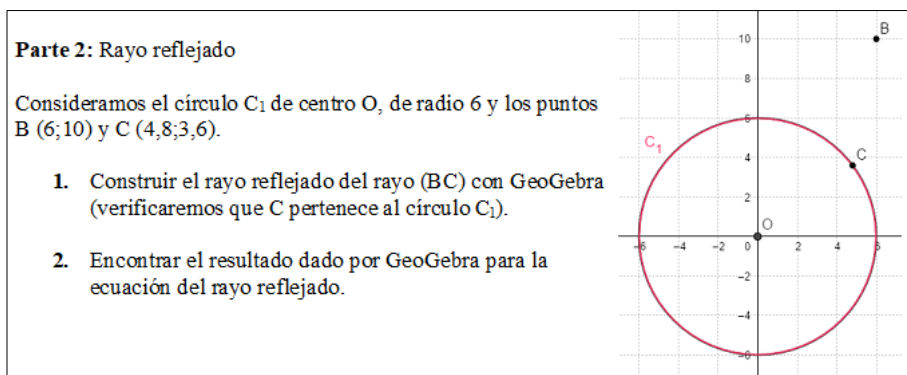 Parte 2: Rayo reflejado
Consideramos el círculo C₁ de centro O, de radio 6 y los puntos
B (6;10) y C (4,8;3,6).
1. Construir el rayo reflejado del rayo (BC) con GeoGebra
(verificaremos que C pertenece al círculo C₁).
2. Encontrar el resultado dado por GeoGebra para la
ecuación del rayo reflejado.
B
10
8
6
C₁
4
C
2
O
-6 -4 -2 0 2 4 6
-2
-4
-6